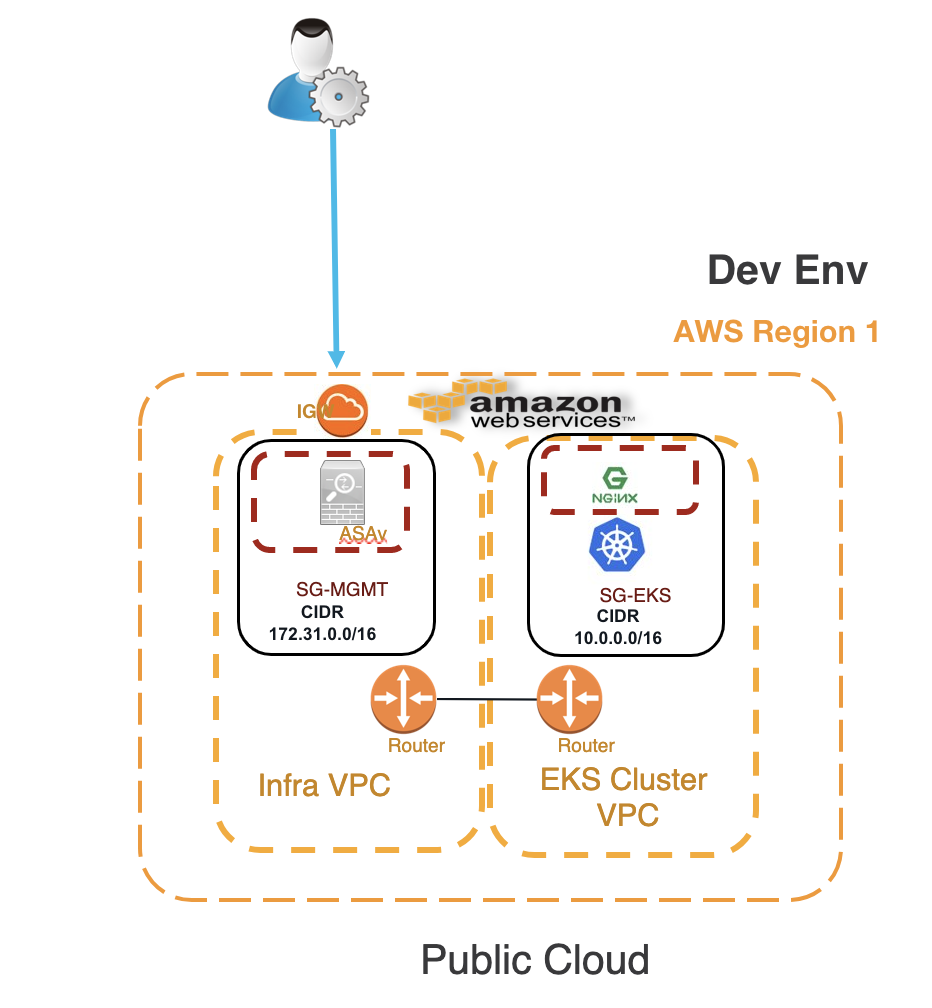 Dev Env
AWS Region 1
IGW
amazon
web services™
ASAv
NGiNX
SG-MGMT
CIDR
172.31.0.0/16
SG-EKS
CIDR
10.0.0.0/16
Router
Router
Infra VPC
EKS Cluster
VPC
Public Cloud